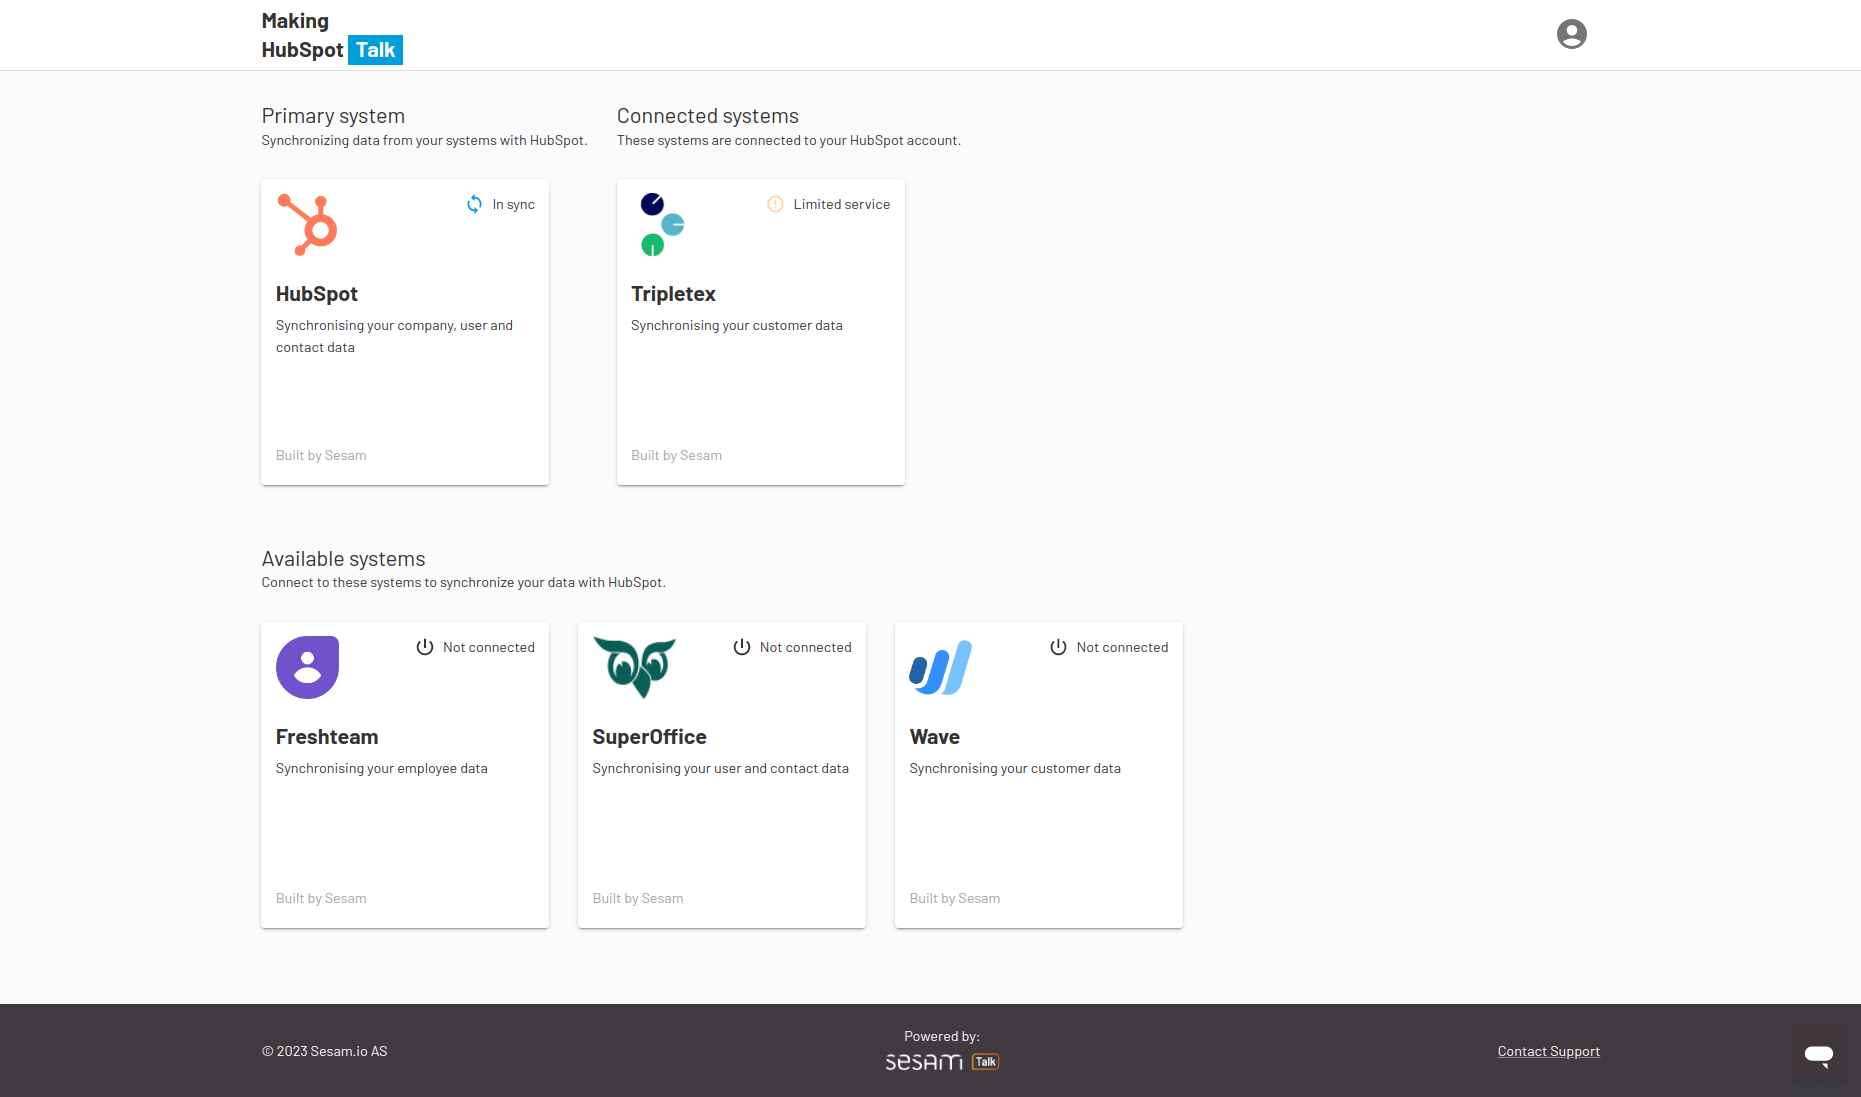 Making
HubSpot Talk
Primary system
Synchronizing data from your systems with HubSpot.
Connected systems
These systems are connected to your HubSpot account.
In sync
HubSpot
Synchronising your company, user and
contact data
Built by Sesam
Limited service
Tripletex
Synchronising your customer data
Built by Sesam
Available systems
Connect to these systems to synchronize your data with HubSpot.
Not connected
Freshteam
Synchronising your employee data
Built by Sesam
Not connected
SuperOffice
Synchronising your user and contact data
Built by Sesam
Not connected
Wave
Synchronising your customer data
Built by Sesam
© 2023 Sesam.io AS
Powered by:
sesam Talk
Contact Support